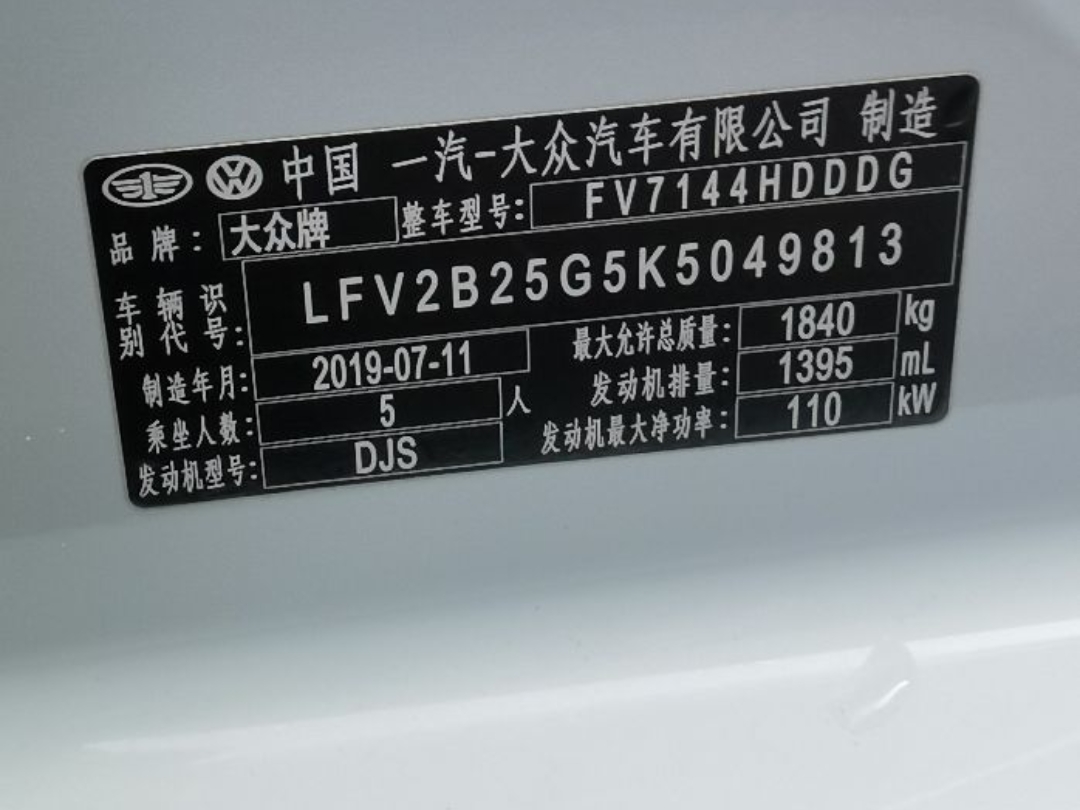 中国 一汽-大众汽车有限公司 制造
品牌: 大众牌 整车型号: FV7144HDDDG
车辆识别代号: LFV2B25G5K5049813
制造年月: 2019-07-11 最大允许总质量: 1840 kg
乘坐人数: 5 人 发动机排量: 1395 mL
发动机型号: DJS 发动机最大净功率: 110 kW